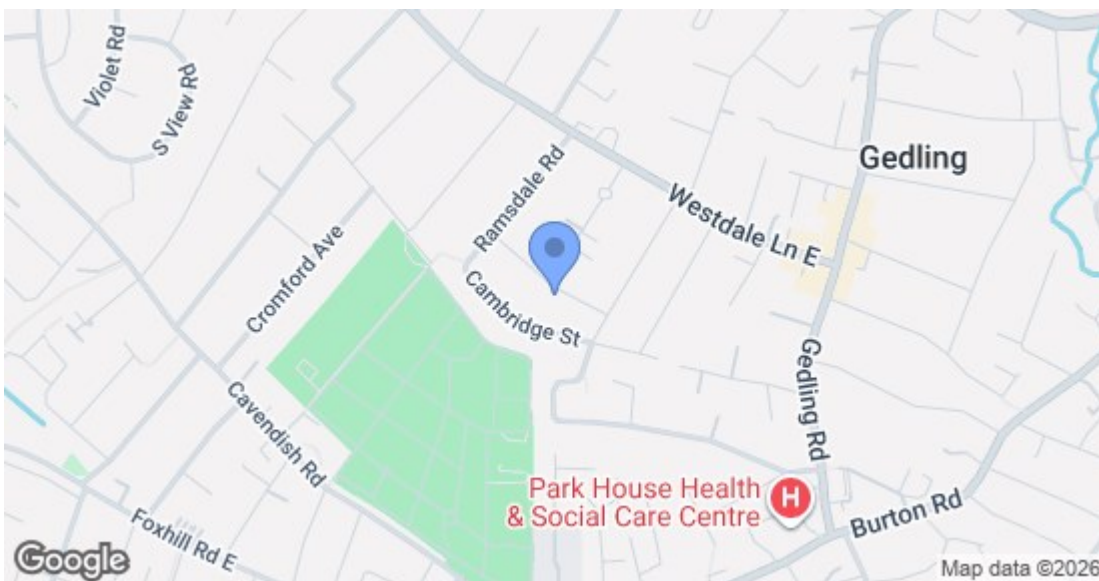 Violet Rd
S View Rd
Gedling
Ramsdale Rd
Westdale Ln E
Cromford Ave
Cambridge St
Gedling Rd
Cavendish Rd
Park House Health
& Social Care Centre
H
Burton Rd
Foxhill Rd E
Google
Map data ©2026